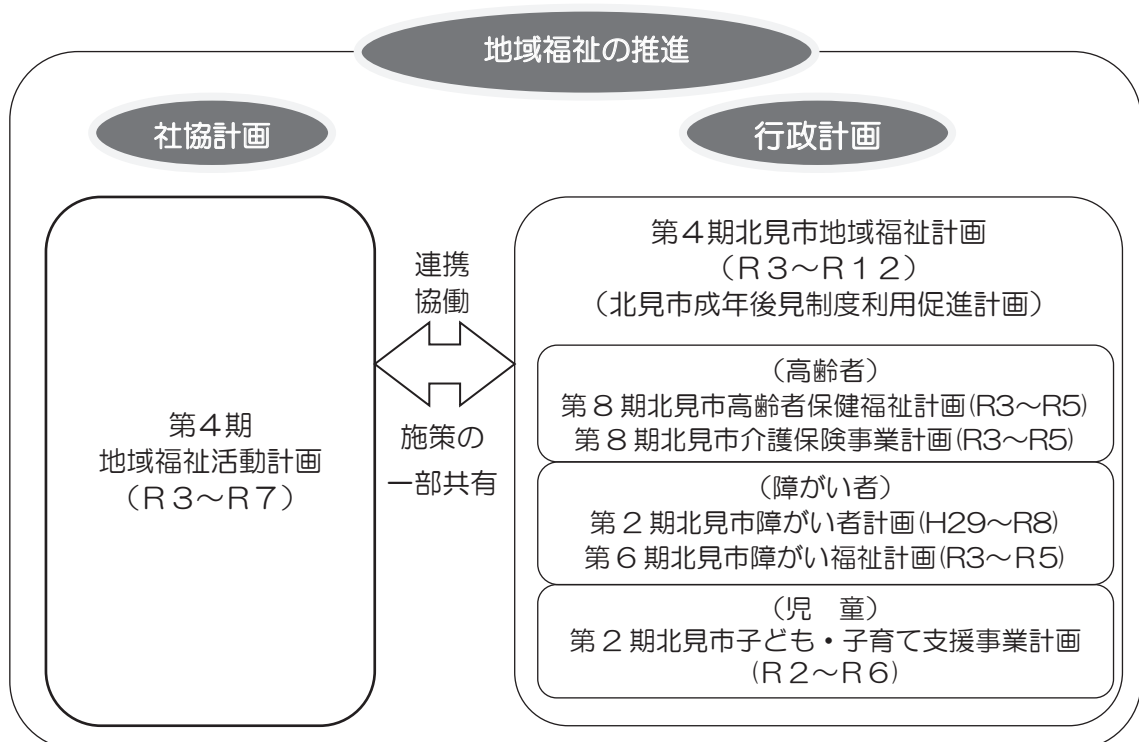 地域福祉の推進
社協計画
行政計画
第4期
地域福祉活動計画
（R3～R7）
連携
協働
施策の
一部共有
第4期北見市地域福祉計画
（R3～R12）
（北見市成年後見制度利用促進計画）
（高齢者）
第8期北見市高齢者保健福祉計画(R3～R5)
第8期北見市介護保険事業計画(R3～R5)
（障がい者）
第2期北見市障がい者計画(H29～R8)
第6期北見市障がい福祉計画(R3～R5)
（児　童）
第2期北見市子ども・子育て支援事業計画
(R2～R6)